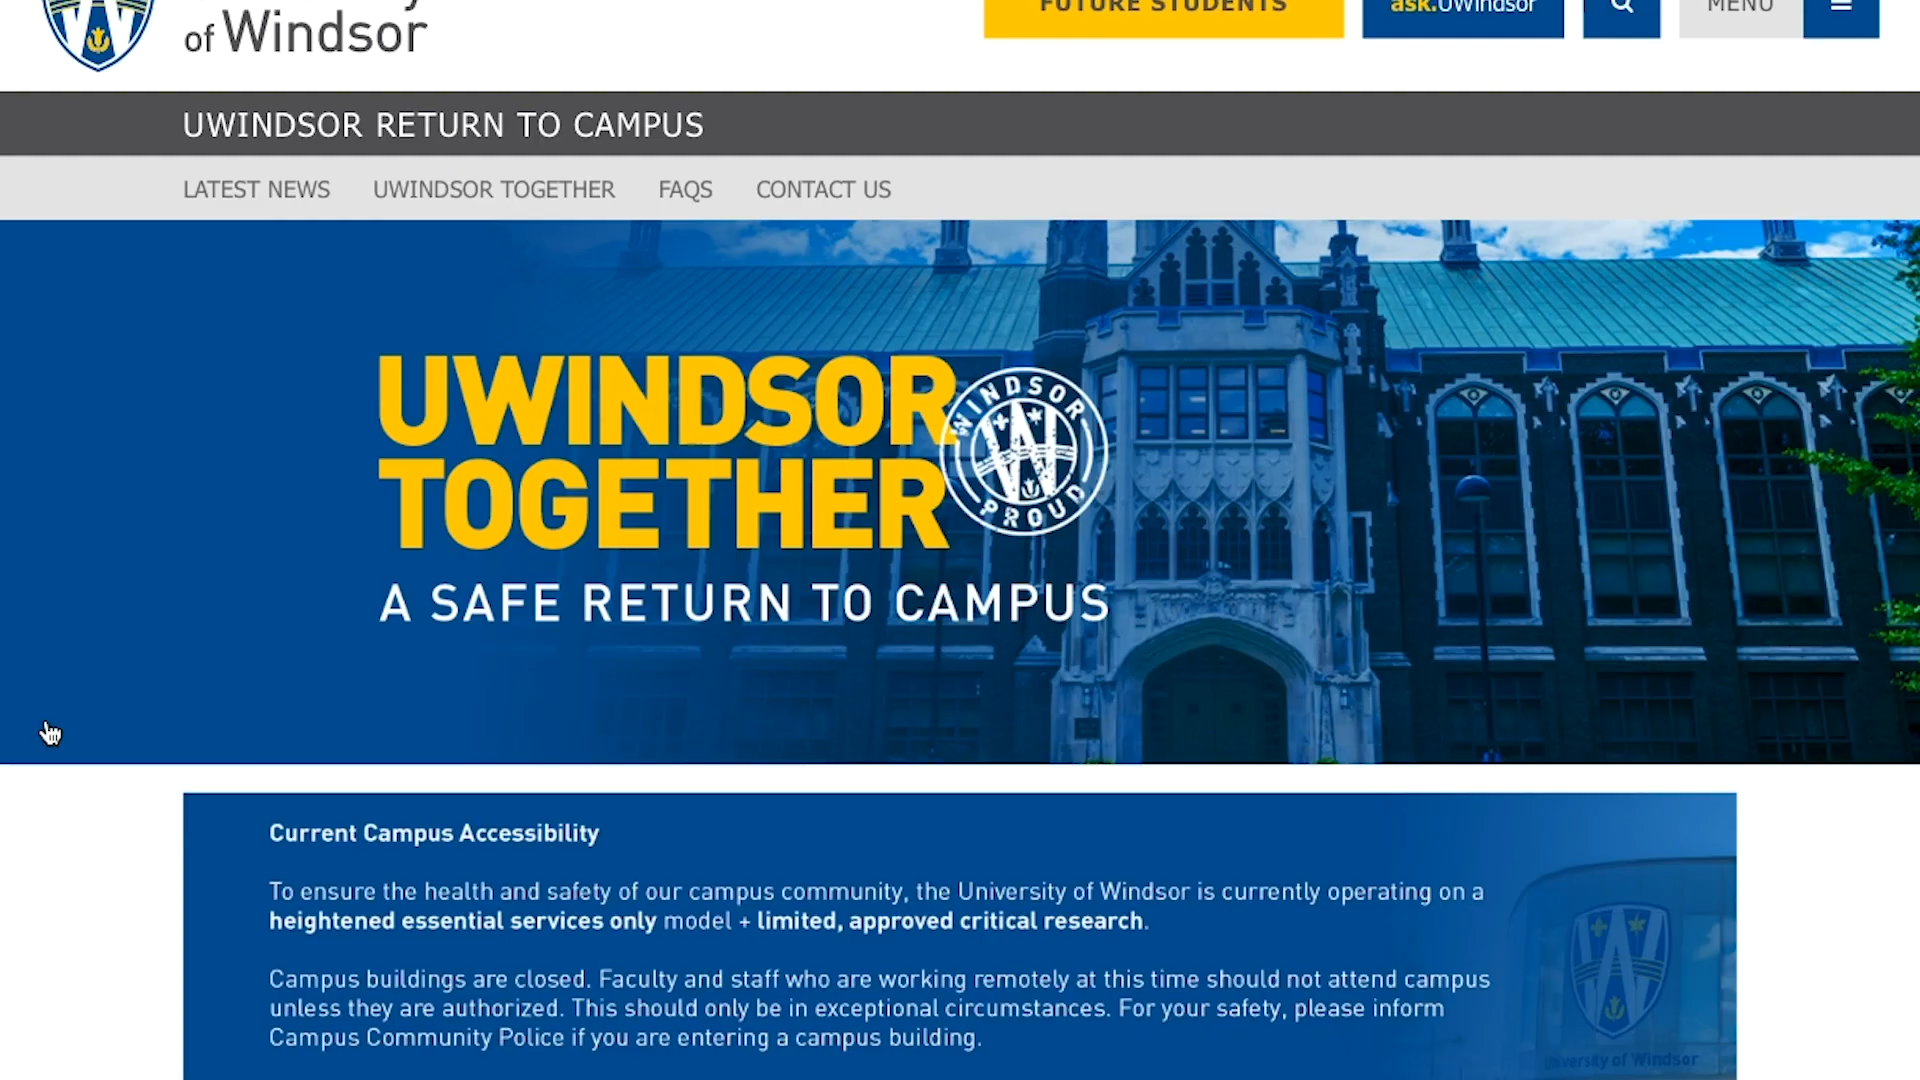 of Windsor
FUTURE STUDENTS
ask.UWindsor
MENU
UWINDSOR RETURN TO CAMPUS
LATEST NEWS
UWINDSOR TOGETHER
FAQS
CONTACT US
UWINDSOR
TOGETHER
WINDSOR
PROUD
A SAFE RETURN TO CAMPUS
Current Campus Accessibility
To ensure the health and safety of our campus community, the University of Windsor is currently operating on a
heightened essential services only model + limited, approved critical research.
Campus buildings are closed. Faculty and staff who are working remotely at this time should not attend campus
unless they are authorized. This should only be in exceptional circumstances. For your safety, please inform
Campus Community Police if you are entering a campus building.
University of Windsor